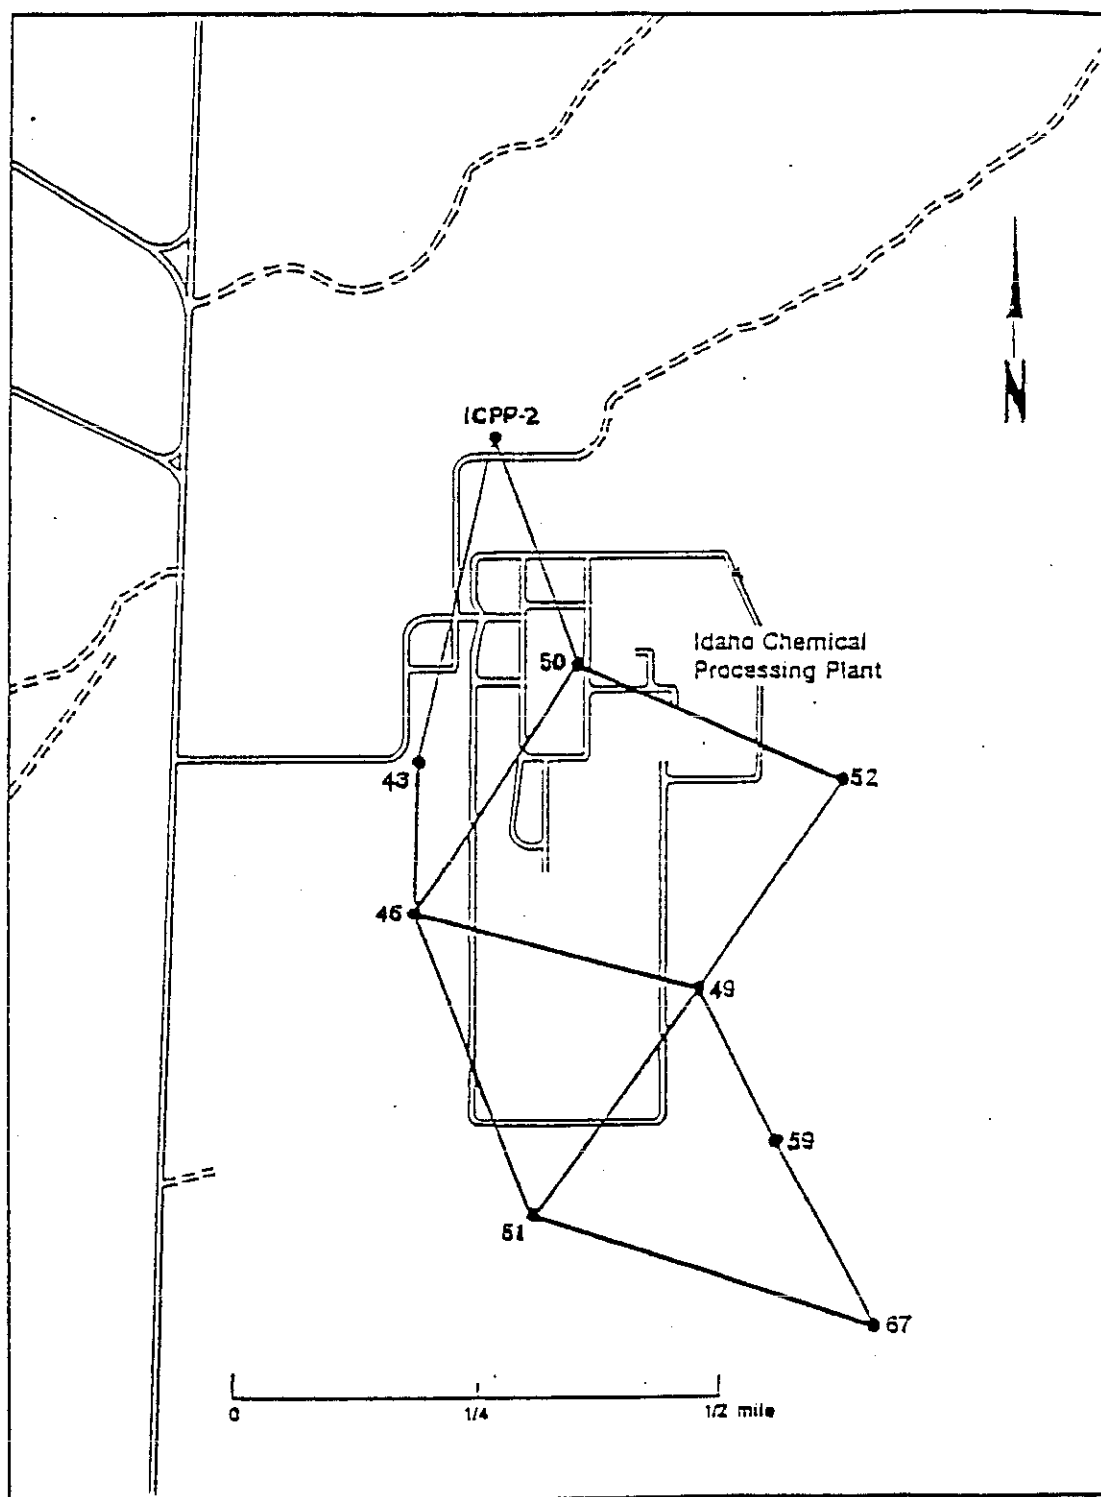 N
ICPP-2
Idaho Chemical
Processing Plant
50
43
52
46
49
59
51
67
0
1/4
1/2 mile